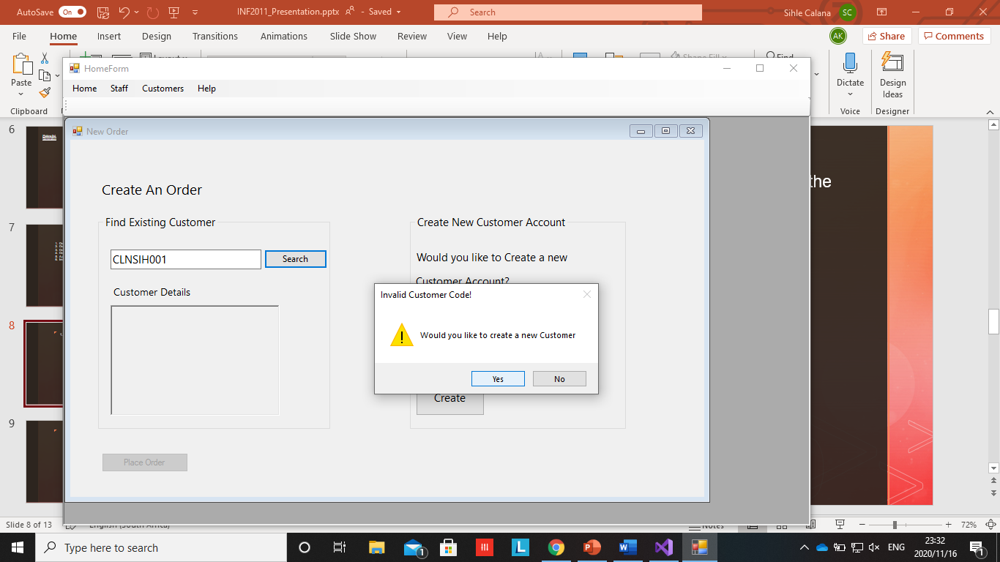 AutoSave On INF2011_Presentation.pptx - Saved Search Sihle Calana SC
File Home Insert Design Transitions Animations Slide Show Review View Help AK Share Comments
Paste
Clipboard
Dictate
Voice
Design
Ideas
Designer
HomeForm
Home Staff Customers Help
New Order
Create An Order
Find Existing Customer
CLNSIH001 Search
Customer Details
Place Order
Create New Customer Account
Would you like to Create a new
Customer Account?
Create
Invalid Customer Code!
Would you like to create a new Customer
Yes No
6
7
8
9
the
Slide 8 of 13 English (South Africa) Notes 72%
Type here to search
1
L
ENG
23:32
2020/11/16
1